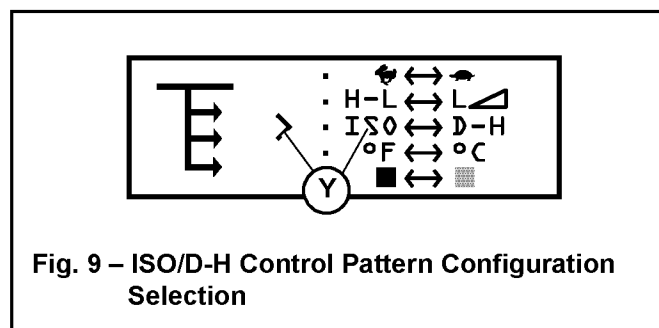 H-L L
ISO D-H
°F °C
Y
Fig. 9 – ISO/D-H Control Pattern Configuration
Selection